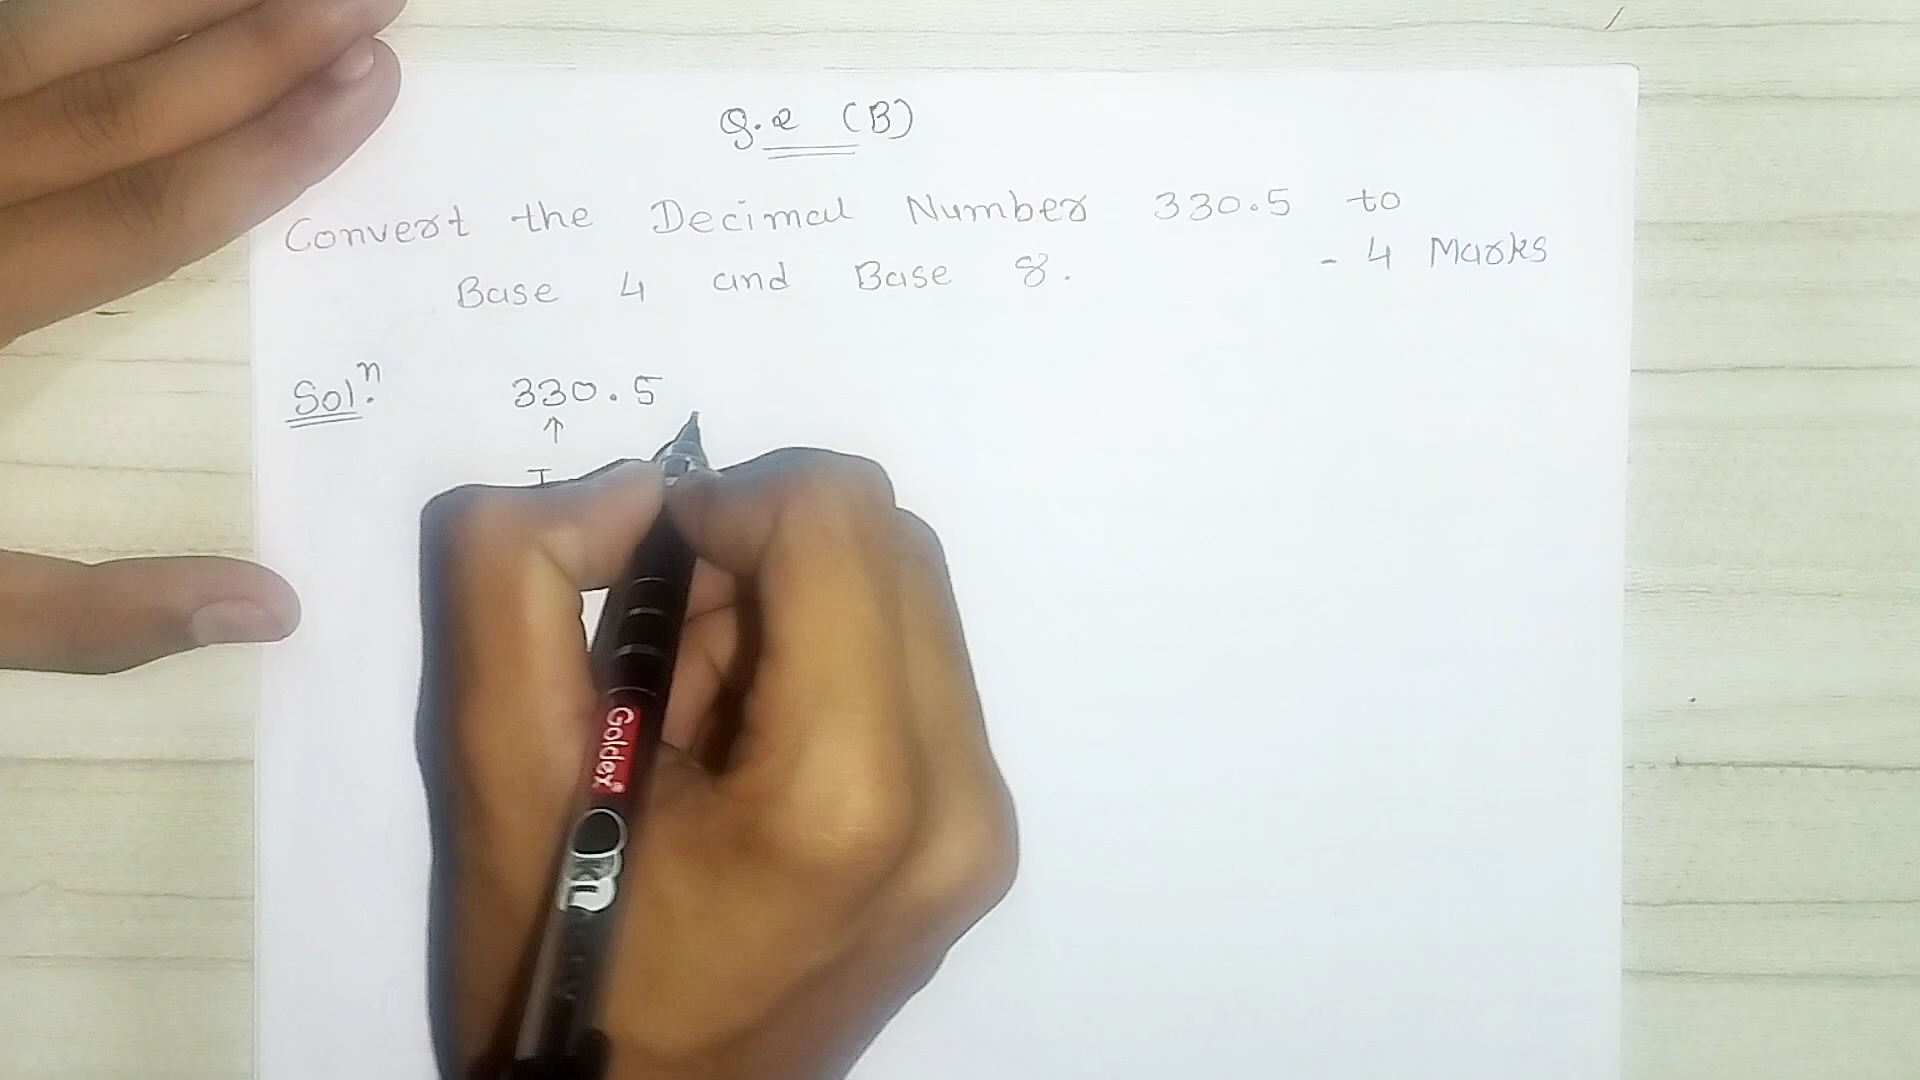 Q.2 (B)
Convert the Decimal Number 330.5 to
Base 4 and Base 8.
- 4 Marks
Solⁿ.
330.5
↑
I
Goldex